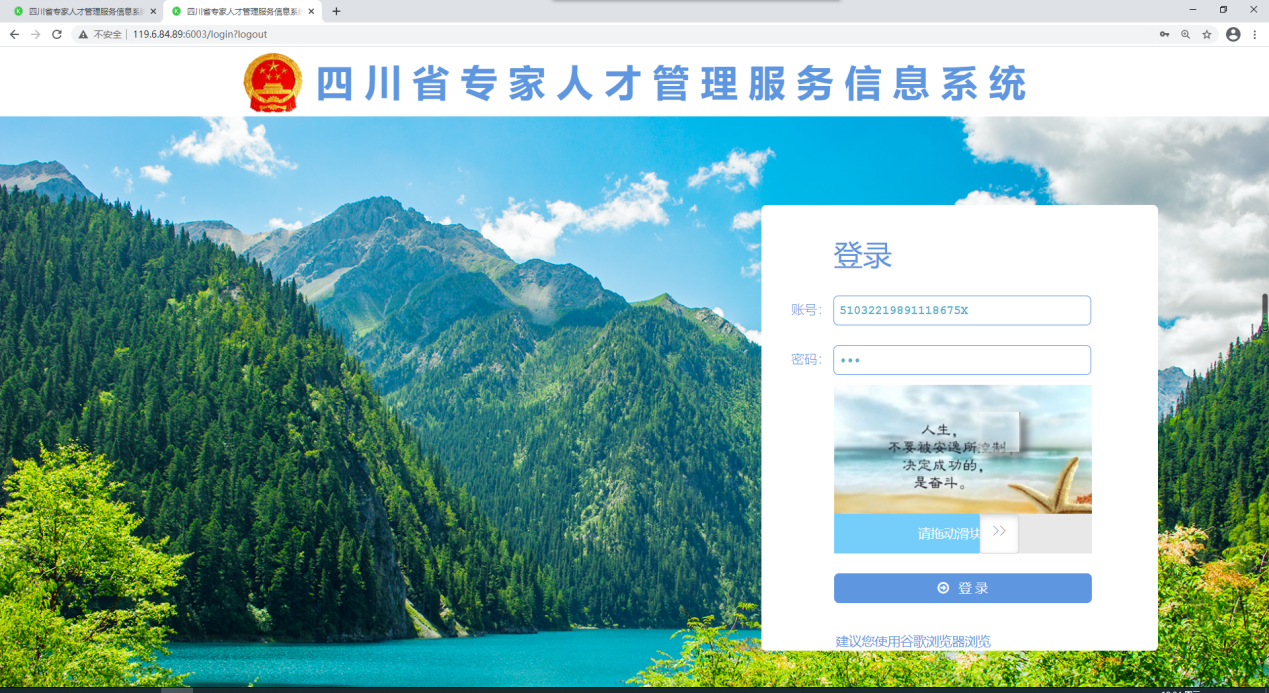 四川省专家人才管理服务信息系
四川省专家人才管理服务信息系
不安全 119.6.84.89:6003/login?logout
四川省专家人才管理服务信息系统
登录
账号: 51032219891118675X
密码: •••
人生，
不要被安逸所控制，
决定成功的，
是奋斗。
请拖动滑块
登录
建议您使用谷歌浏览器浏览